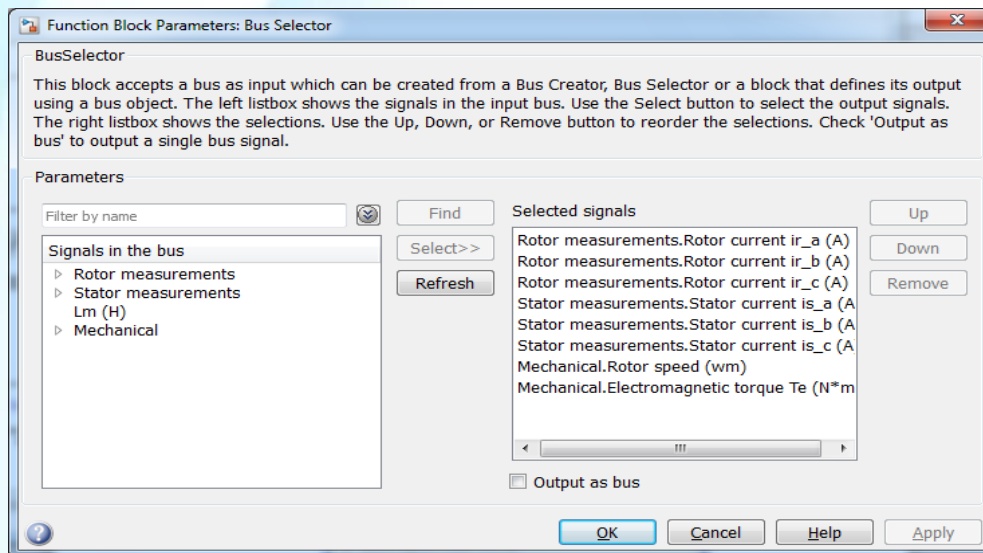 Function Block Parameters: Bus Selector
BusSelector
This block accepts a bus as input which can be created from a Bus Creator, Bus Selector or a block that defines its output
using a bus object. The left listbox shows the signals in the input bus. Use the Select button to select the output signals.
The right listbox shows the selections. Use the Up, Down, or Remove button to reorder the selections. Check 'Output as
bus' to output a single bus signal.
Parameters
Filter by name
Find
Selected signals
Up
Signals in the bus
Select>>
Down
Refresh
Remove
Rotor measurements
Stator measurements
Lm (H)
Mechanical
Rotor measurements.Rotor current ir_a (A)
Rotor measurements.Rotor current ir_b (A)
Rotor measurements.Rotor current ir_c (A)
Stator measurements.Stator current is_a (A
Stator measurements.Stator current is_b (A
Stator measurements.Stator current is_c (A
Mechanical.Rotor speed (wm)
Mechanical.Electromagnetic torque Te (N*m
Output as bus
OK
Cancel
Help
Apply